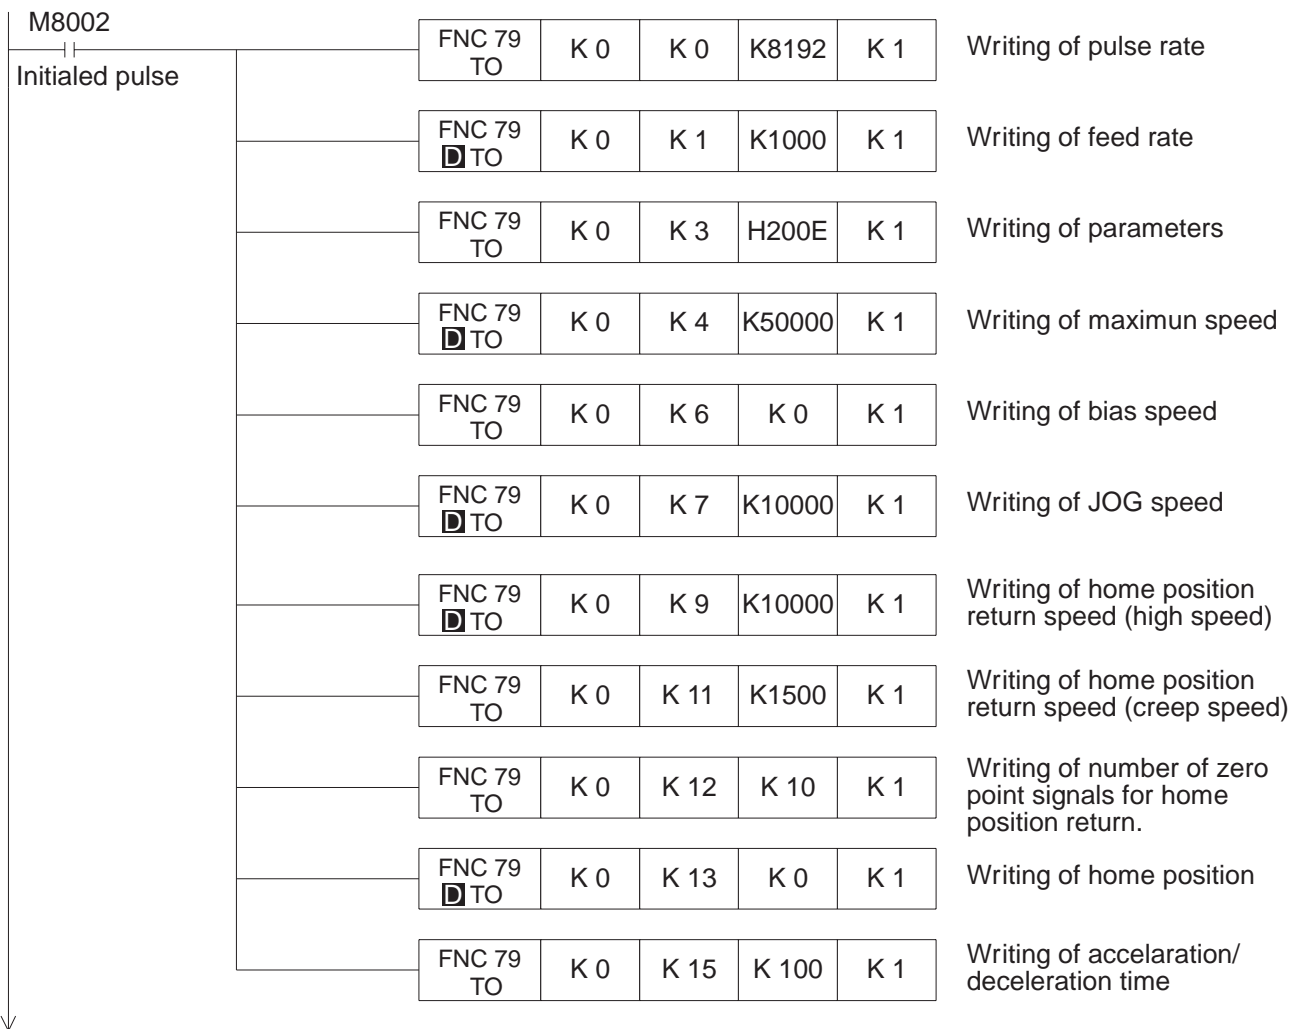 M8002
Initialed pulse
FNC 79 TO K 0 K 0 K8192 K 1 Writing of pulse rate
FNC 79 D TO K 0 K 1 K1000 K 1 Writing of feed rate
FNC 79 TO K 0 K 3 H200E K 1 Writing of parameters
FNC 79 D TO K 0 K 4 K50000 K 1 Writing of maximun speed
FNC 79 TO K 0 K 6 K 0 K 1 Writing of bias speed
FNC 79 D TO K 0 K 7 K10000 K 1 Writing of JOG speed
FNC 79 D TO K 0 K 9 K10000 K 1 Writing of home position
return speed (high speed)
FNC 79 TO K 0 K 11 K1500 K 1 Writing of home position
return speed (creep speed)
FNC 79 TO K 0 K 12 K 10 K 1 Writing of number of zero
point signals for home
position return.
FNC 79 D TO K 0 K 13 K 0 K 1 Writing of home position
FNC 79 TO K 0 K 15 K 100 K 1 Writing of accelaration/
deceleration time